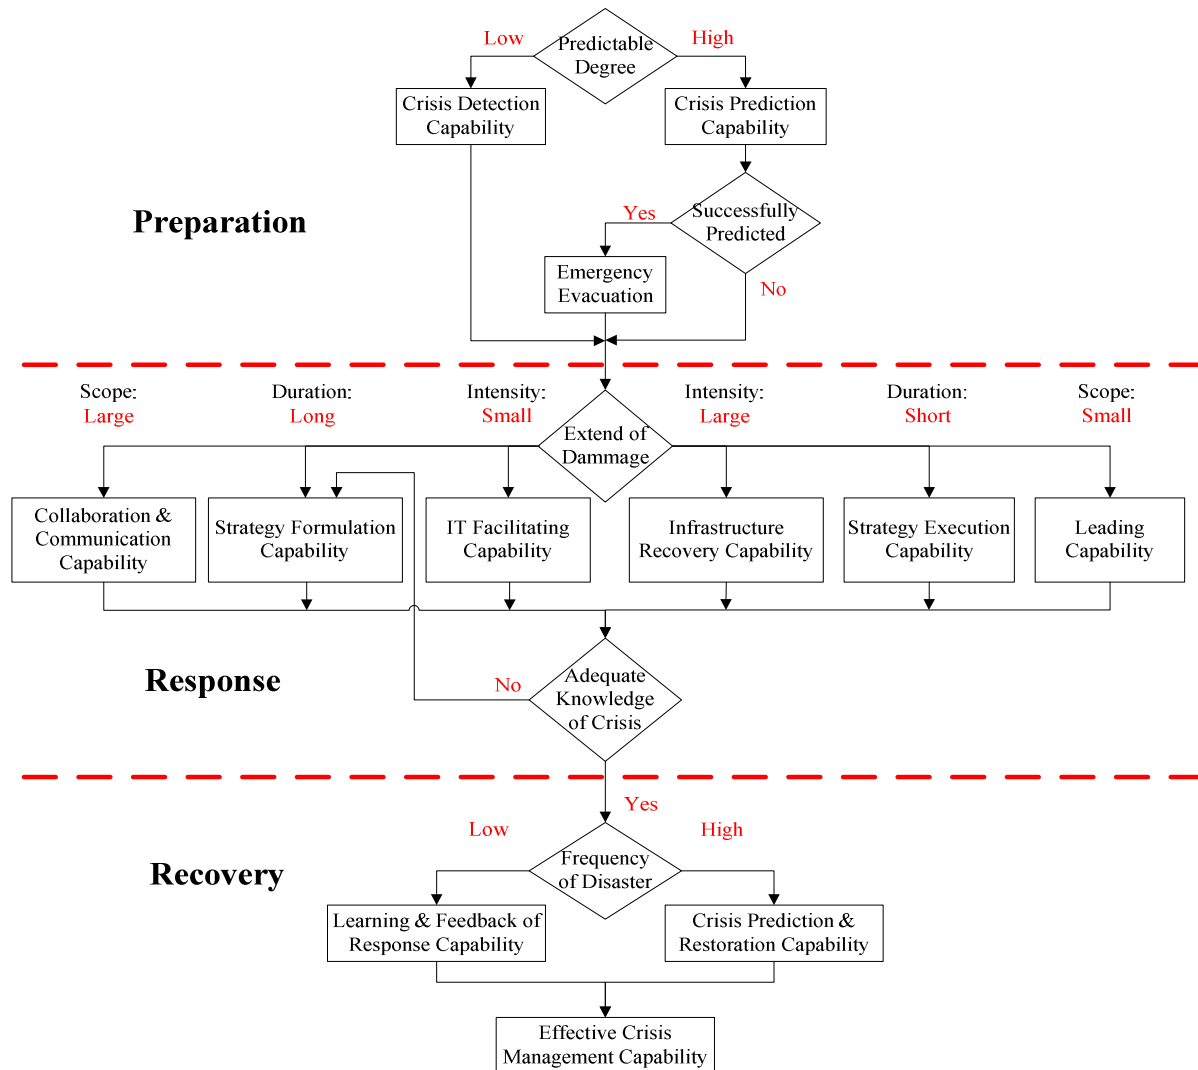 Low
Predictable
Degree
High
Crisis Detection
Capability
Crisis Prediction
Capability
Preparation
Yes
Successfully
Predicted
Emergency
Evacuation
No
Scope:
Large
Duration:
Long
Intensity:
Small
Intensity:
Large
Duration:
Short
Scope:
Small
Extend of
Dammage
Collaboration &
Communication
Capability
Strategy Formulation
Capability
IT Facilitating
Capability
Infrastructure
Recovery Capability
Strategy Execution
Capability
Leading
Capability
Response
No
Adequate
Knowledge
of Crisis
Yes
Low
High
Recovery
Frequency
of Disaster
Learning & Feedback of
Response Capability
Crisis Prediction &
Restoration Capability
Effective Crisis
Management Capability